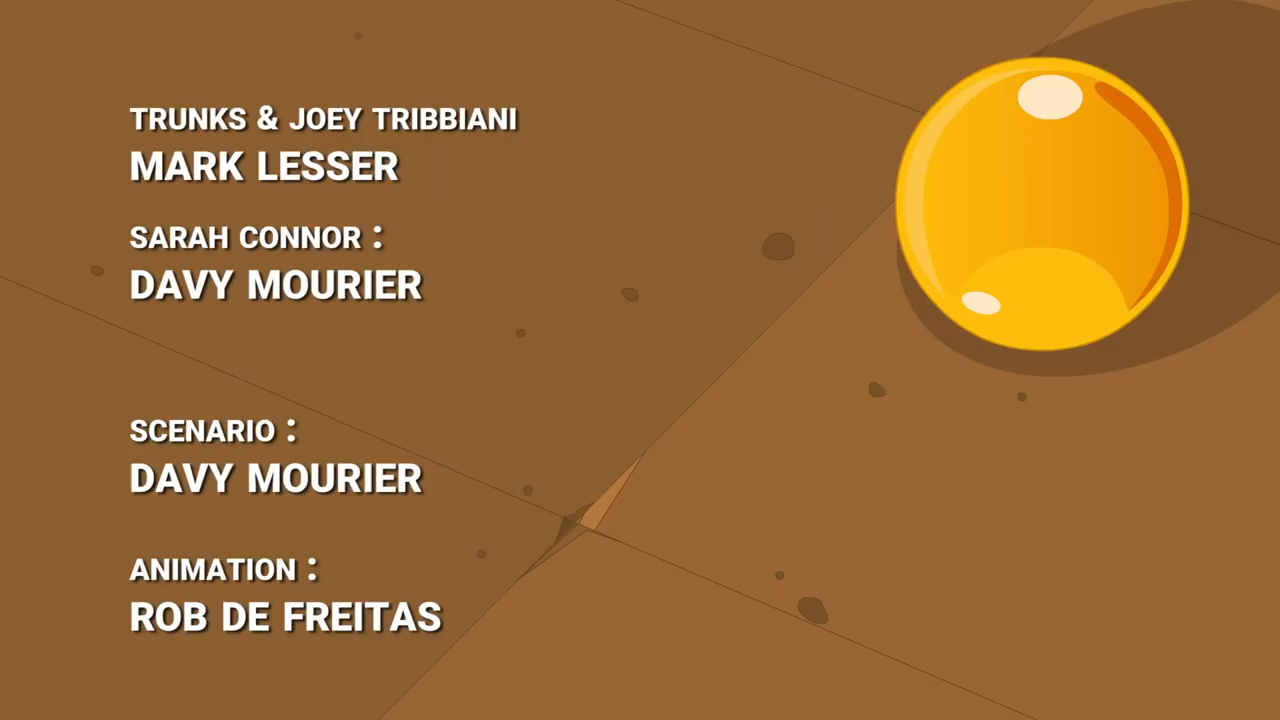 TRUNKS & JOEY TRIBBIANI
MARK LESSER
SARAH CONNOR :
DAVY MOURIER
SCENARIO :
DAVY MOURIER
ANIMATION :
ROB DE FREITAS